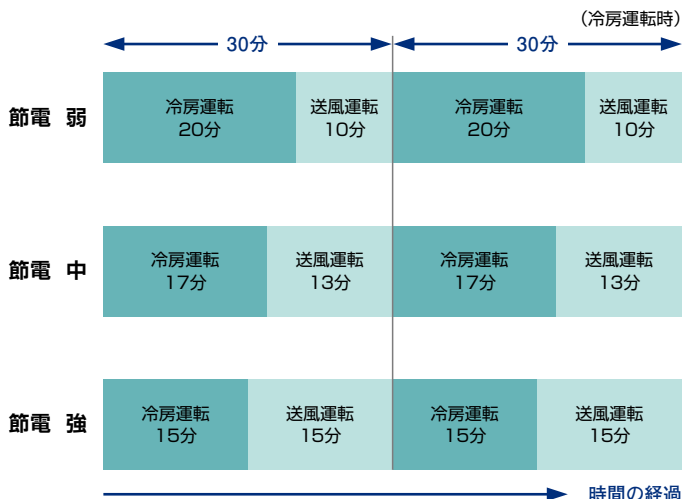 (冷房運転時)
30分 30分
節電 弱
冷房運転
20分
送風運転
10分
冷房運転
20分
送風運転
10分
節電 中
冷房運転
17分
送風運転
13分
冷房運転
17分
送風運転
13分
節電 強
冷房運転
15分
送風運転
15分
冷房運転
15分
送風運転
15分
時間の経過